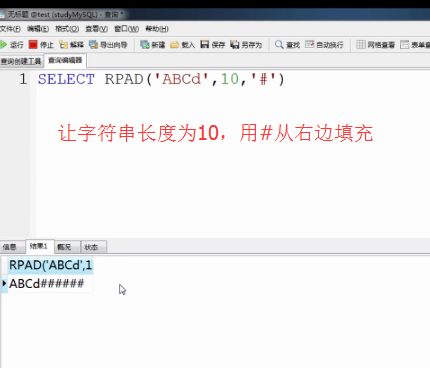 无标题 @test (studyMySQL) - 查询 *
文件(F) 编辑(E) 格式(O) 查看(V) 窗口(W) 帮助(H)
运行 停止 解释 导出向导 新建 载入 保存 另存为 查找 自动换行 网格查看 表单查
查询创建工具 查询编辑器
1 SELECT RPAD('ABCd',10,'#')
让字符串长度为10，用#从右边填充
信息 结果1 概况 状态
RPAD('ABCd',1
ABCd######